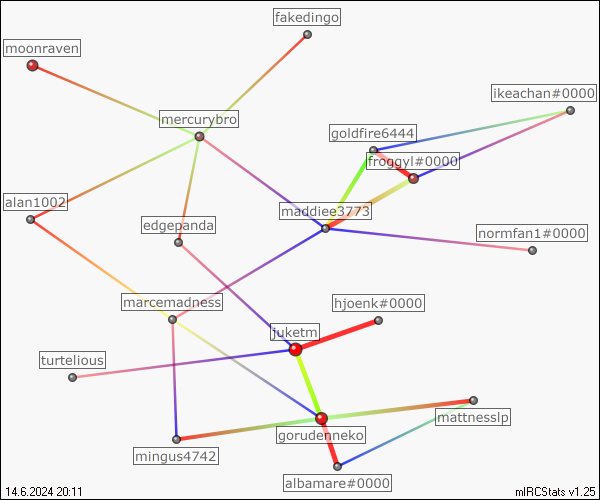 fakedingo
moonraven
ikeachan#0000
mercurybro
goldfire6444
froggyl#0000
alan1002
maddiee3773
edgepanda
normfan1#0000
marcemadness
hjoenk#0000
juketm
turtelious
mattnesslp
gorudenneko
mingus4742
albamare#0000
14.6.2024 20:11
mIRCStats v1.25